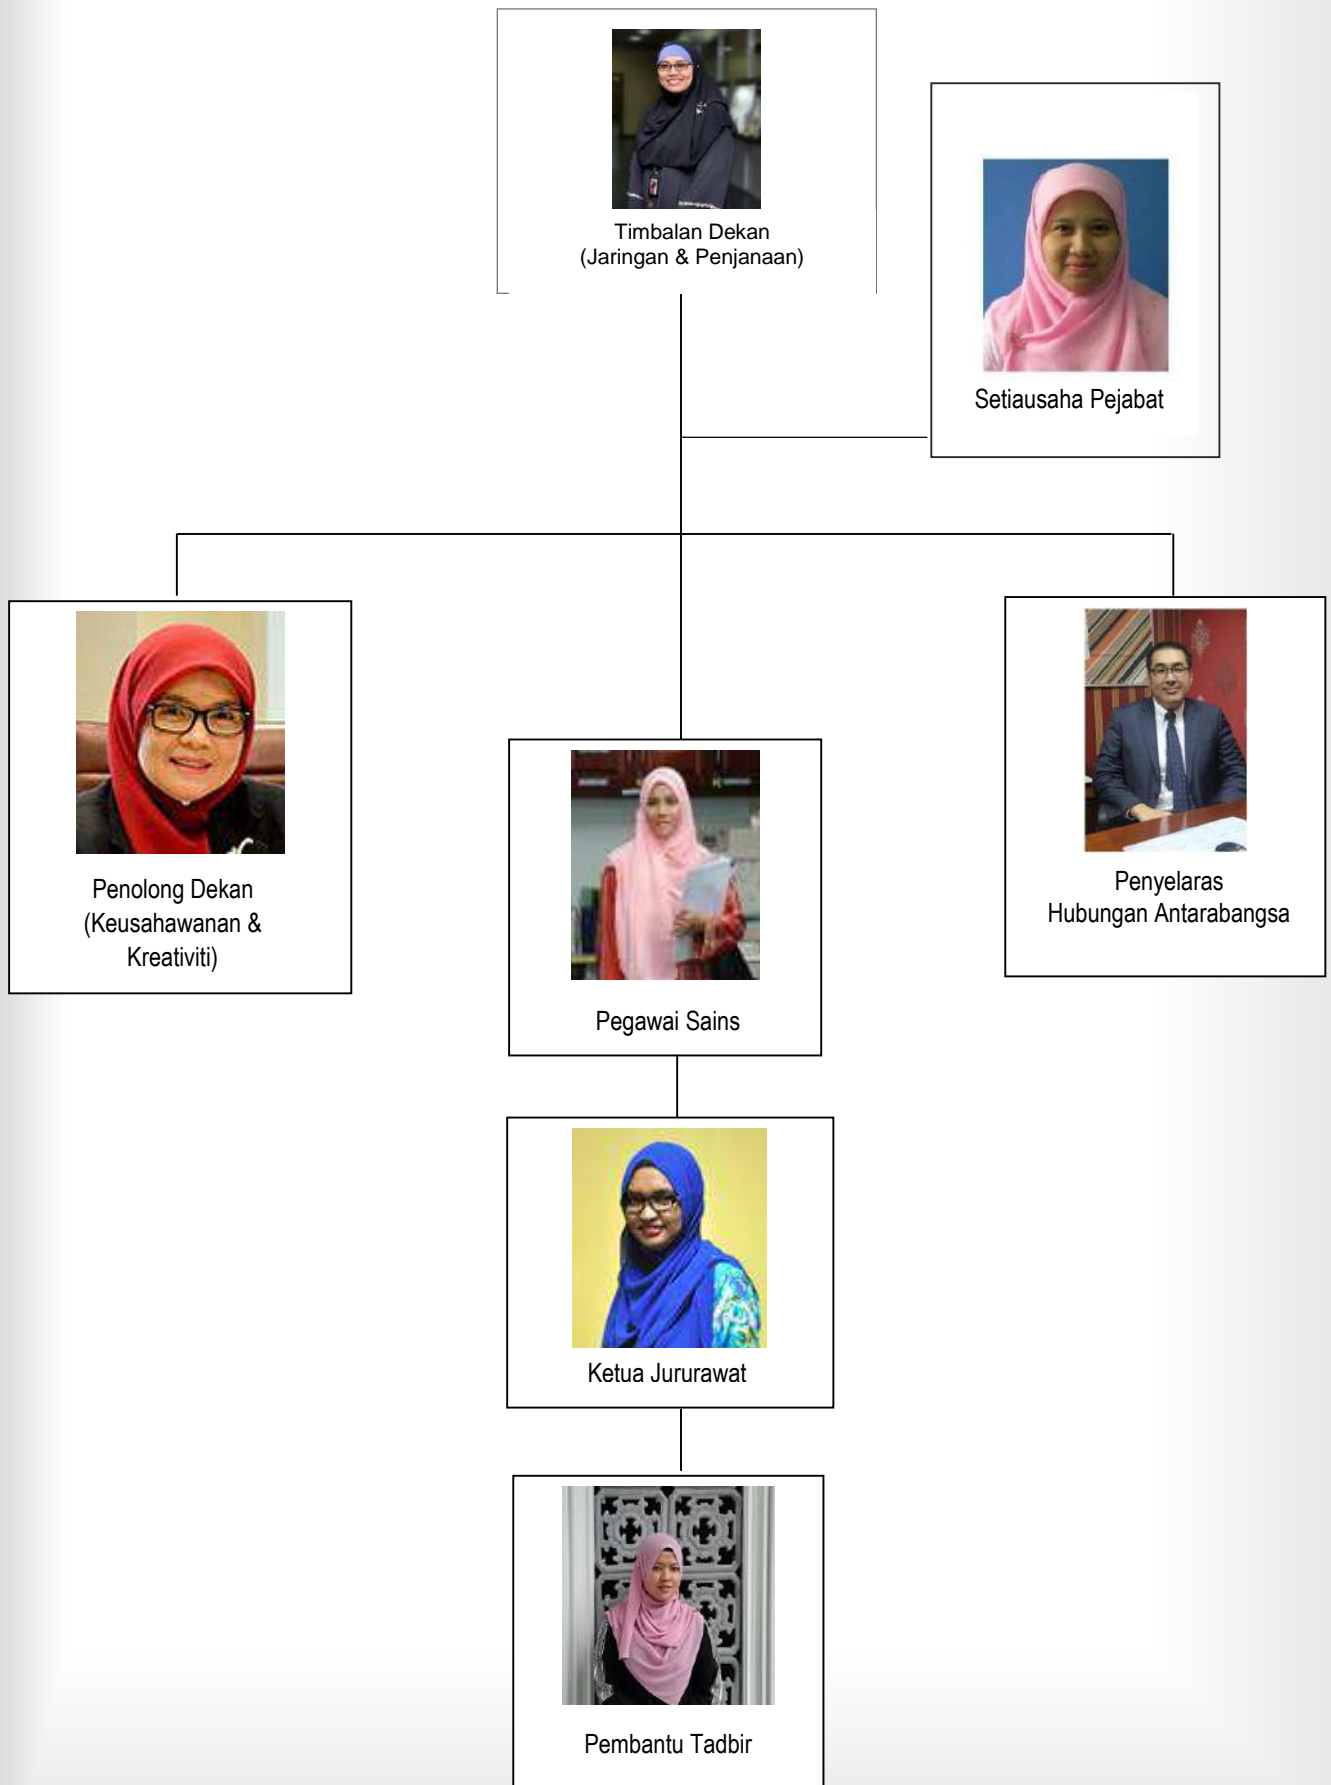 Timbalan Dekan
(Jaringan & Penjanaan)
Setiausaha Pejabat
Penolong Dekan
(Keusahawanan &
Kreativiti)
Pegawai Sains
Penyelaras
Hubungan Antarabangsa
Ketua Jururawat
Pembantu Tadbir